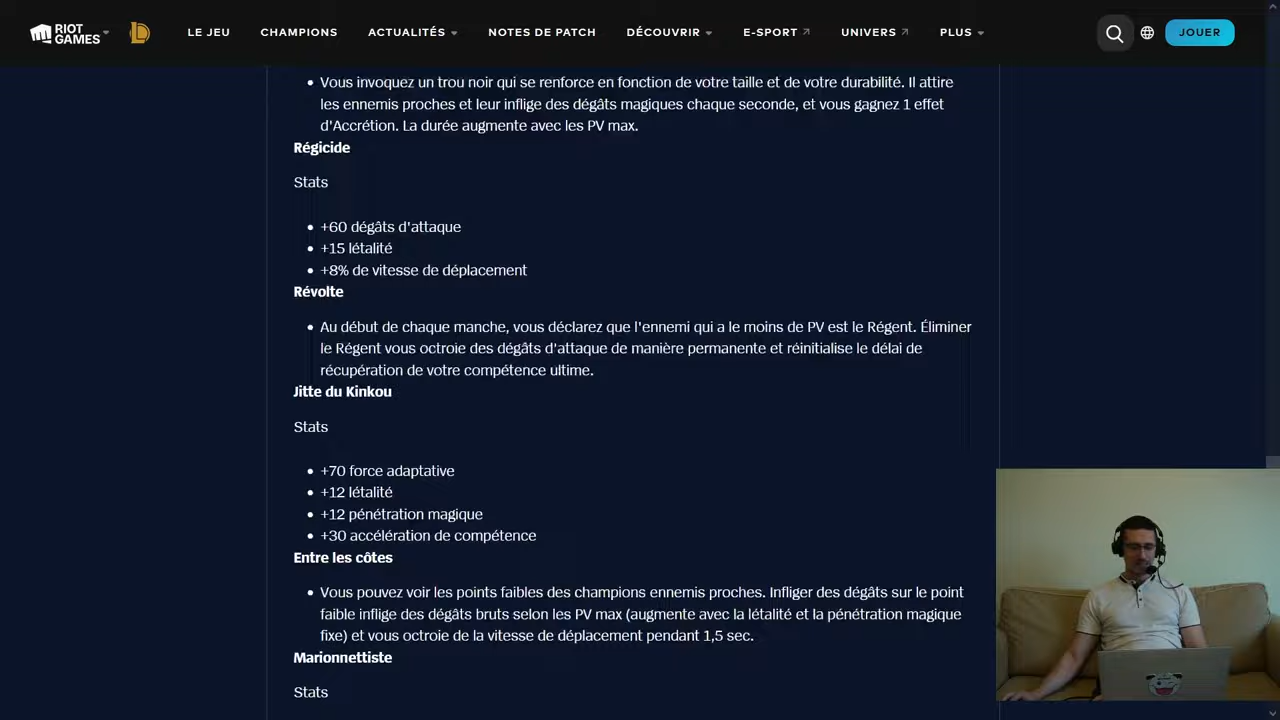 RIOT GAMES
LE JEU
CHAMPIONS
ACTUALITÉS
NOTES DE PATCH
DÉCOUVRIR
E-SPORT
UNIVERS
PLUS
JOUER
Vous invoquez un trou noir qui se renforce en fonction de votre taille et de votre durabilité. Il attire
les ennemis proches et leur inflige des dégâts magiques chaque seconde, et vous gagnez 1 effet
d'Accrétion. La durée augmente avec les PV max.
Régicide
Stats
+60 dégâts d'attaque
+15 létalité
+8% de vitesse de déplacement
Révolte
Au début de chaque manche, vous déclarez que l'ennemi qui a le moins de PV est le Régent. Éliminer
le Régent vous octroie des dégâts d'attaque de manière permanente et réinitialise le délai de
récupération de votre compétence ultime.
Jitte du Kinkou
Stats
+70 force adaptative
+12 létalité
+12 pénétration magique
+30 accélération de compétence
Entre les côtes
Vous pouvez voir les points faibles des champions ennemis proches. Infliger des dégâts sur le point
faible inflige des dégâts bruts selon les PV max (augmente avec la létalité et la pénétration magique
fixe) et vous octroie de la vitesse de déplacement pendant 1,5 sec.
Marionnettiste
Stats